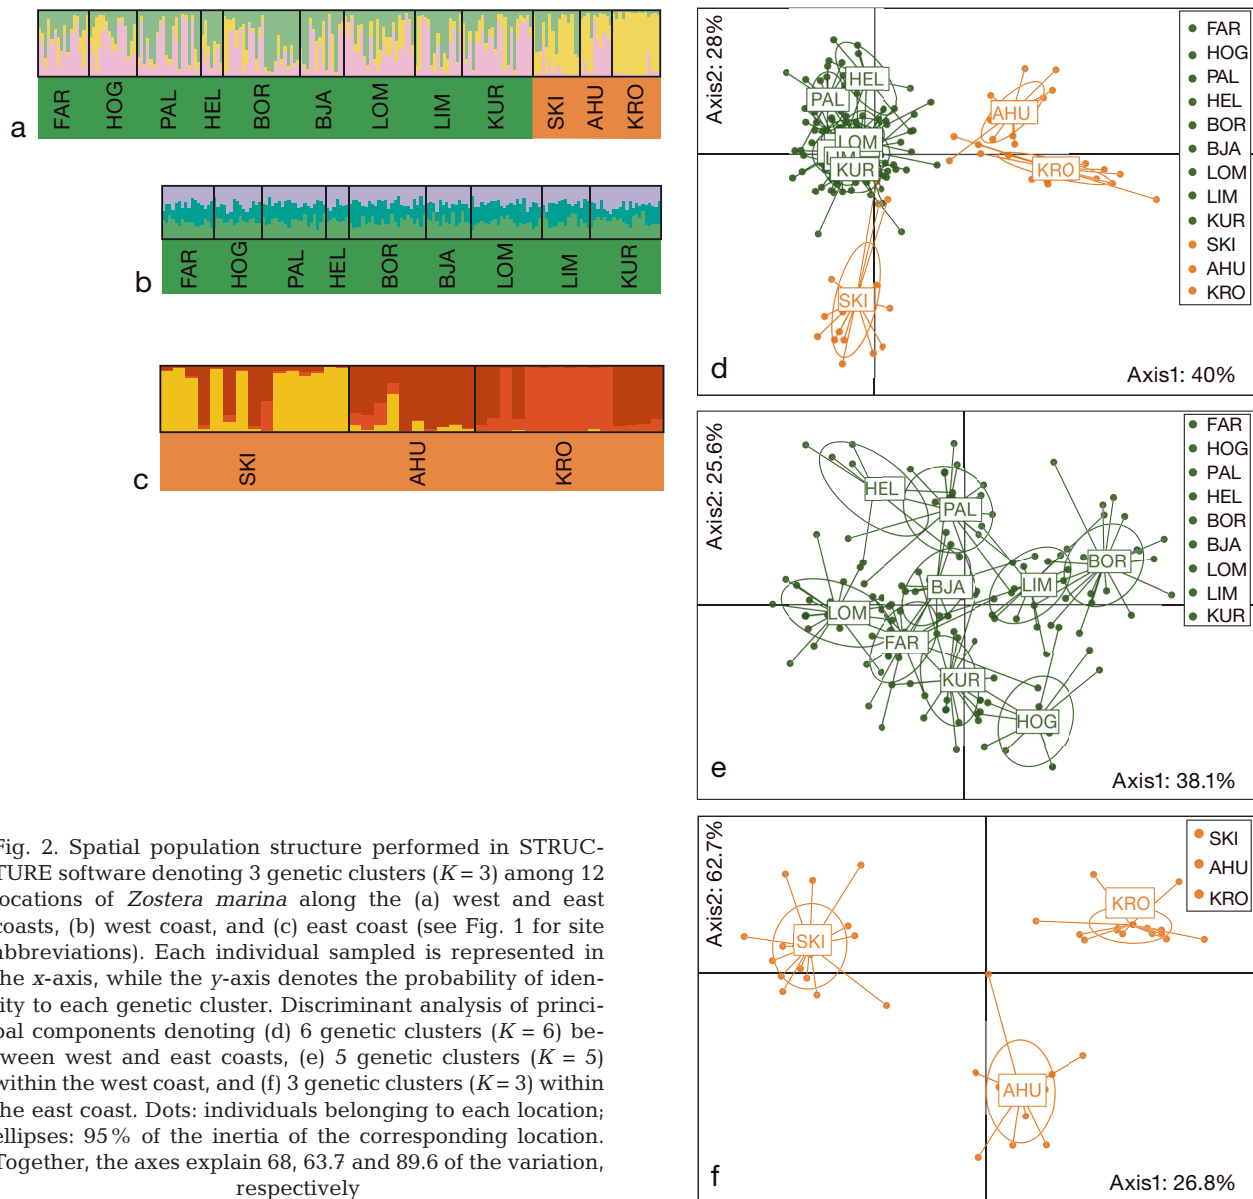 FAR
HOG
PAL
HEL
BOR
BJA
LOM
LIM
KUR
SKI
AHU
KRO
a
FAR
HOG
PAL
HEL
BOR
BJA
LOM
LIM
KUR
b
SKI
AHU
KRO
c
Axis2: 28%
HEL
PAL
LOM
KUR
AHU
KRO
SKI
FAR
HOG
PAL
HEL
BOR
BJA
LOM
LIM
KUR
SKI
AHU
KRO
d
Axis1: 40%
Axis2: 25.6%
HEL
PAL
BOR
BJA
LIM
LOM
FAR
KUR
HOG
FAR
HOG
PAL
HEL
BOR
BJA
LOM
LIM
KUR
e
Axis1: 38.1%
Axis2: 62.7%
SKI
KRO
AHU
SKI
AHU
KRO
f
Axis1: 26.8%
Fig. 2. Spatial population structure performed in STRUC-
TURE software denoting 3 genetic clusters (K = 3) among 12
locations of Zostera marina along the (a) west and east
coasts, (b) west coast, and (c) east coast (see Fig. 1 for site
abbreviations). Each individual sampled is represented in
the x-axis, while the y-axis denotes the probability of iden-
tity to each genetic cluster. Discriminant analysis of princi-
pal components denoting (d) 6 genetic clusters (K = 6) be-
tween west and east coasts, (e) 5 genetic clusters (K = 5)
within the west coast, and (f) 3 genetic clusters (K = 3) within
the east coast. Dots: individuals belonging to each location;
ellipses: 95% of the inertia of the corresponding location.
Together, the axes explain 68, 63.7 and 89.6 of the variation,
respectively